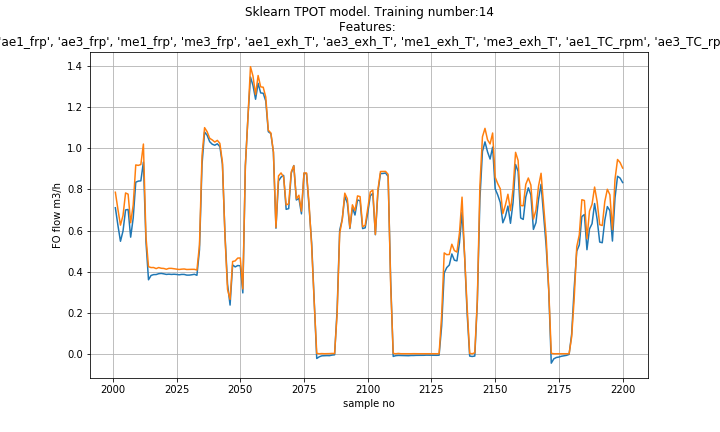 Sklearn TPOT model. Training number:14
Features:
'ae1_frp', 'ae3_frp', 'me1_frp', 'me3_frp', 'ae1_exh_T', 'ae3_exh_T', 'me1_exh_T', 'me3_exh_T', 'ae1_TC_rpm', 'ae3_TC_rp
FO flow m3/h
1.4
1.2
1.0
0.8
0.6
0.4
0.2
0.0
2000 2025 2050 2075 2100 2125 2150 2175 2200
sample no